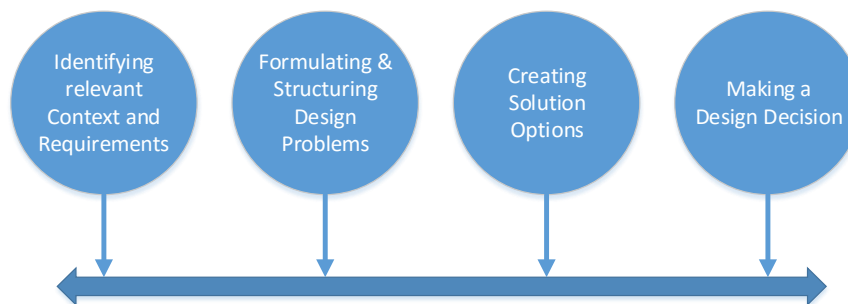 Identifying
relevant
Context and
Requirements
Formulating &
Structuring
Design
Problems
Creating
Solution
Options
Making a
Design Decision